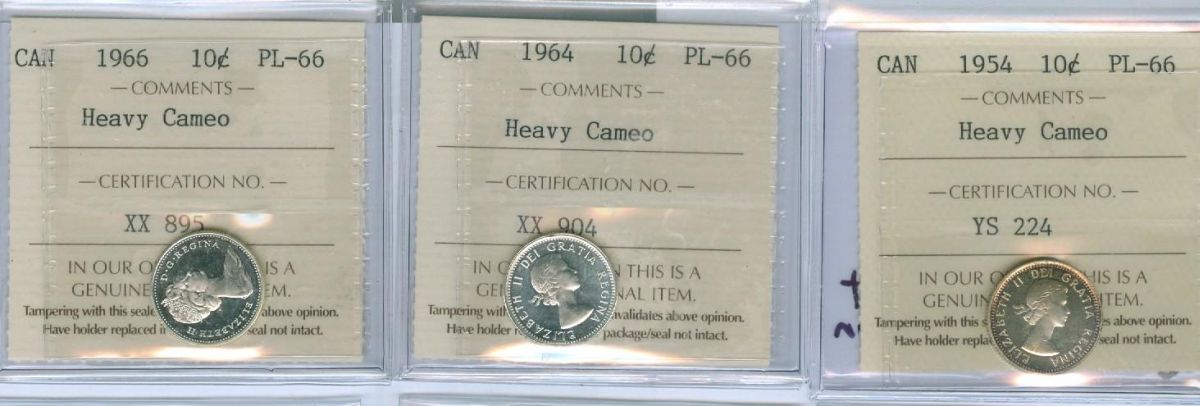 CAN 1966 10¢ PL-66
— COMMENTS —
Heavy Cameo
— CERTIFICATION NO. —
XX 895
IN OUR O IS A
GENUINE EM.
Tampering with this seale above opinion.
Have holder replaced i seal not intact.
D·G·REGINA
ELIZABETH·II
CAN 1964 10¢ PL-66
— COMMENTS —
Heavy Cameo
— CERTIFICATION NO. —
XX 904
IN O N THIS IS A
GE NAL ITEM.
Tampering with invalidates above opinion.
Have holder r package/seal not intact.
ELIZABETH II DEI GRATIA REGINA
CAN 1954 10¢ PL-66
— COMMENTS —
Heavy Cameo
— CERTIFICATION NO. —
YS 224
IN OUR O HIS IS A
GENUIN ITEM.
Tampering with this s s above opinion.
Have holder repla seal not intact.
ELIZABETH II DEI GRATIA REGINA